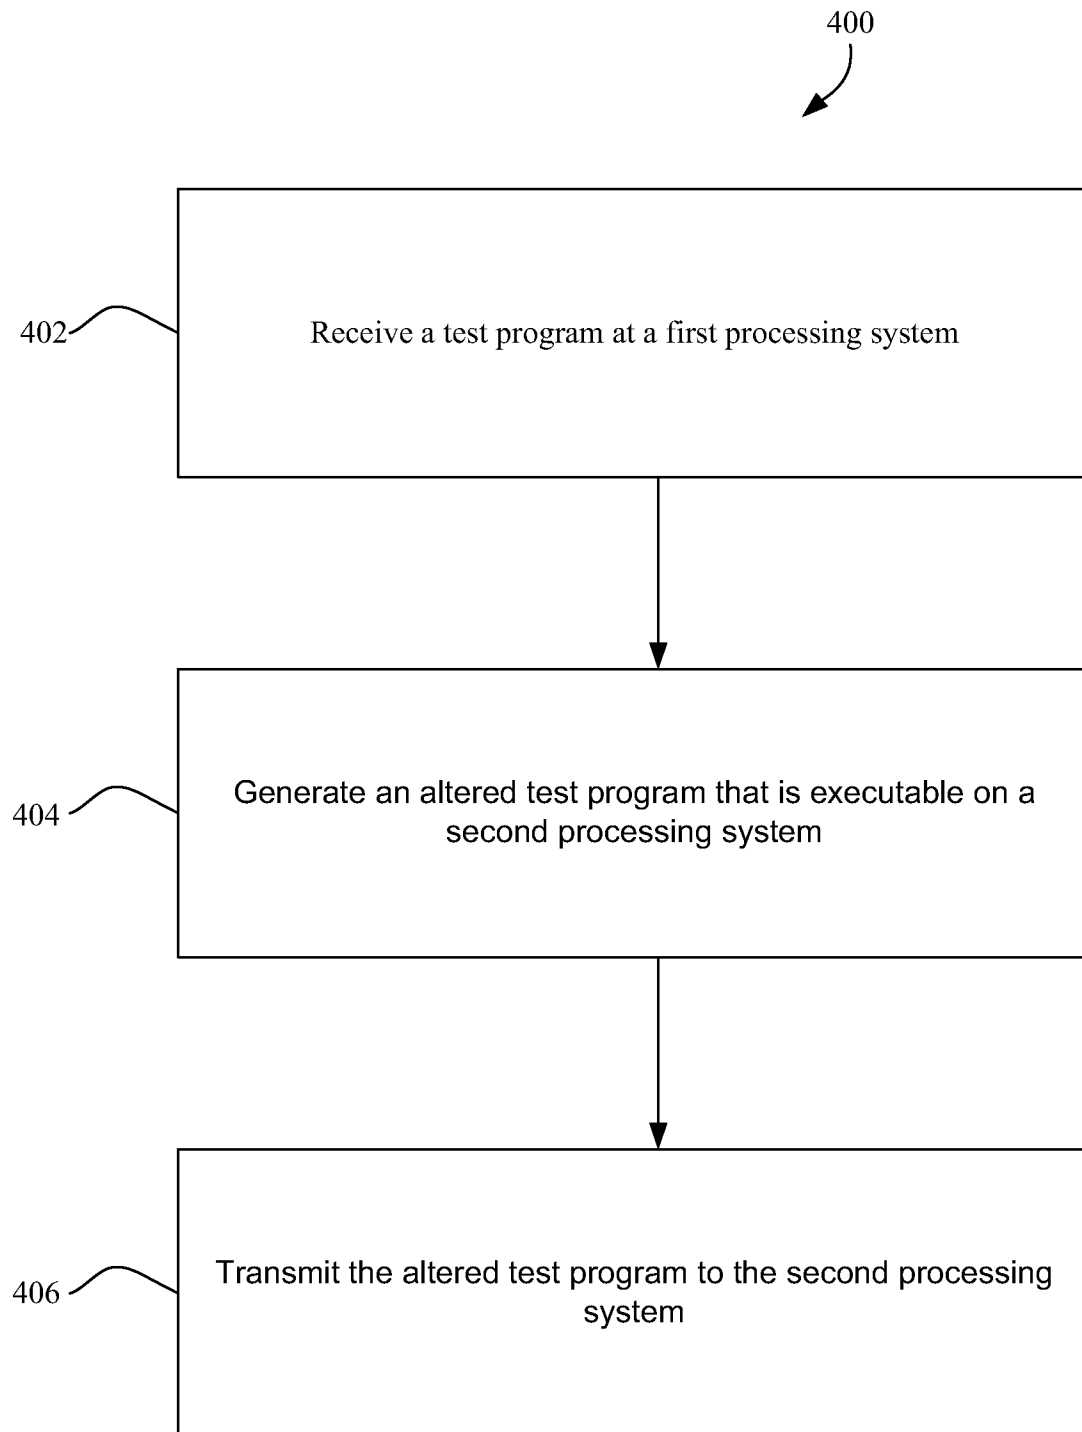 400
402
Receive a test program at a first processing system
404
Generate an altered test program that is executable on a
second processing system
406
Transmit the altered test program to the second processing
system